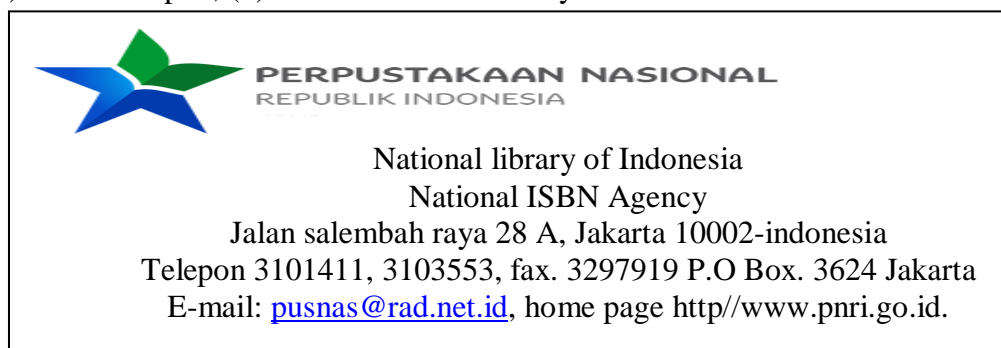 PERPUSTAKAAN NASIONAL
REPUBLIK INDONESIA
National library of Indonesia
National ISBN Agency
Jalan salembah raya 28 A, Jakarta 10002-indonesia
Telepon 3101411, 3103553, fax. 3297919 P.O Box. 3624 Jakarta
E-mail: pusnas@rad.net.id, home page http//www.pnri.go.id.